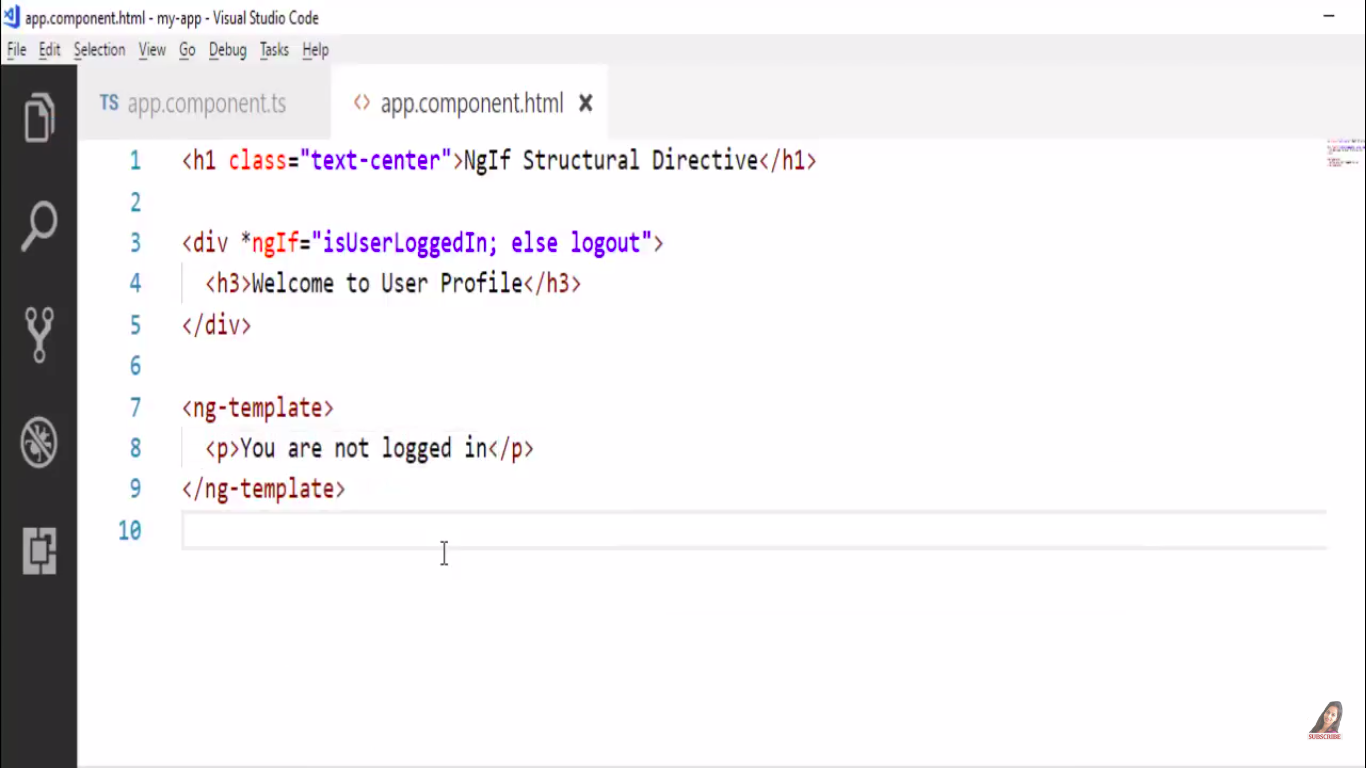 app.component.html - my-app - Visual Studio Code
File Edit Selection View Go Debug Tasks Help
TS app.component.ts <> app.component.html ×
1 <h1 class="text-center">NgIf Structural Directive</h1>
2
3 <div *ngIf="isUserLoggedIn; else logout">
4 <h3>Welcome to User Profile</h3>
5 </div>
6
7 <ng-template>
8 <p>You are not logged in</p>
9 </ng-template>
10
SUBSCRIBE